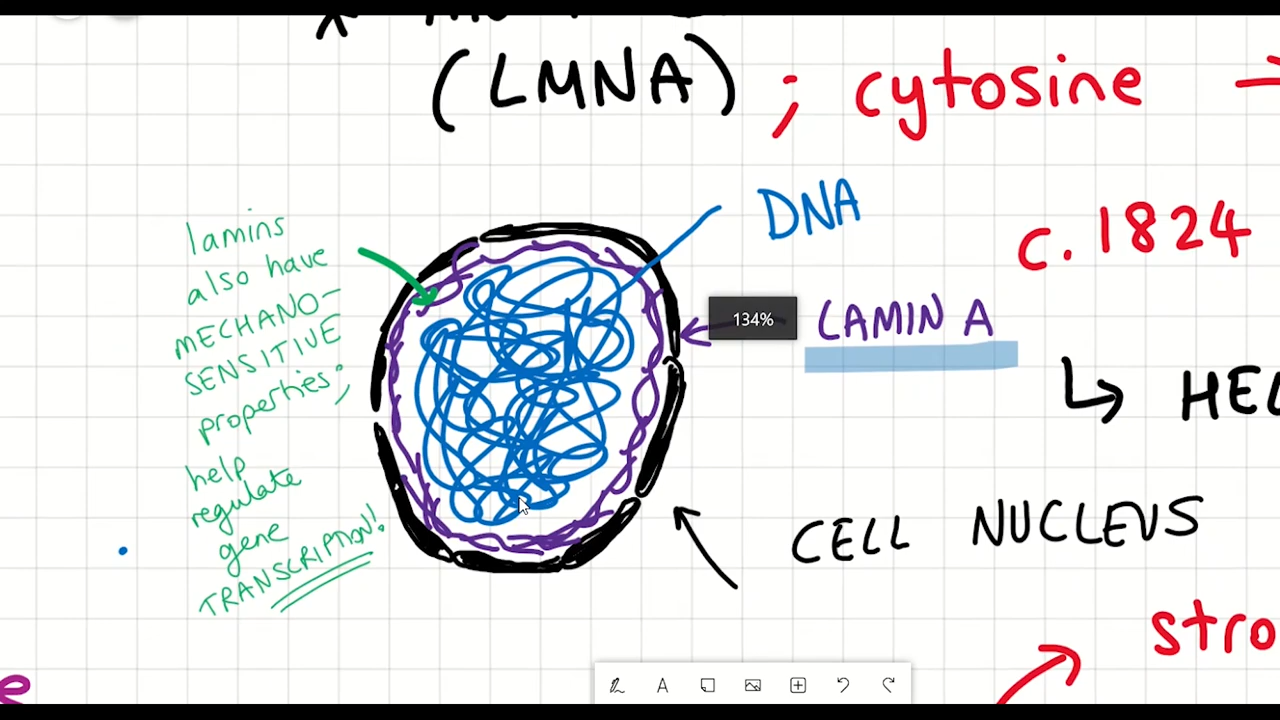 (LMNA) ; cytosine →
DNA
c. 1824
lamins
also have
MECHANO-
SENSITIVE
properties;
help
regulate
gene
TRANSCRIPTION!
134%
LAMIN A
CELL NUCLEUS
A